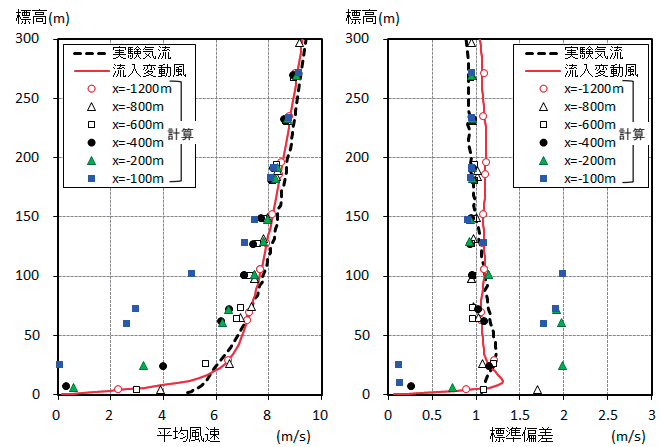 標高(m)
300
250
200
150
100
50
0
0
2
4
6
8
10
平均風速 (m/s)
実験気流
流入変動風
x=-1200m
x=-800m
x=-600m
x=-400m
x=-200m
x=-100m
計算
標高(m)
300
250
200
150
100
50
0
0
0.5
1
1.5
2
2.5
3
標準偏差 (m/s)
実験気流
流入変動風
x=-1200m
x=-800m
x=-600m
x=-400m
x=-200m
x=-100m
計算